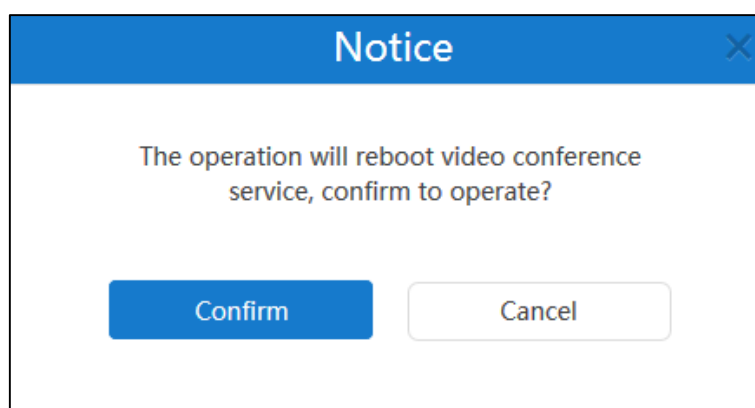 Notice
The operation will reboot video conference
service, confirm to operate?
Confirm
Cancel